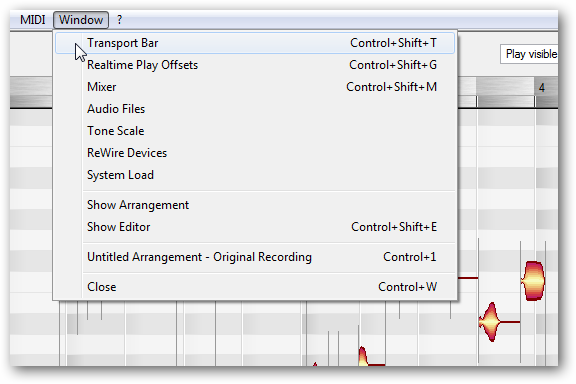 MIDI Window ?
Transport Bar Control+Shift+T
Play visible
Realtime Play Offsets Control+Shift+G
Mixer Control+Shift+M
4
Audio Files
Tone Scale
ReWire Devices
System Load
Show Arrangement
Show Editor Control+Shift+E
Untitled Arrangement - Original Recording Control+1
Close Control+W